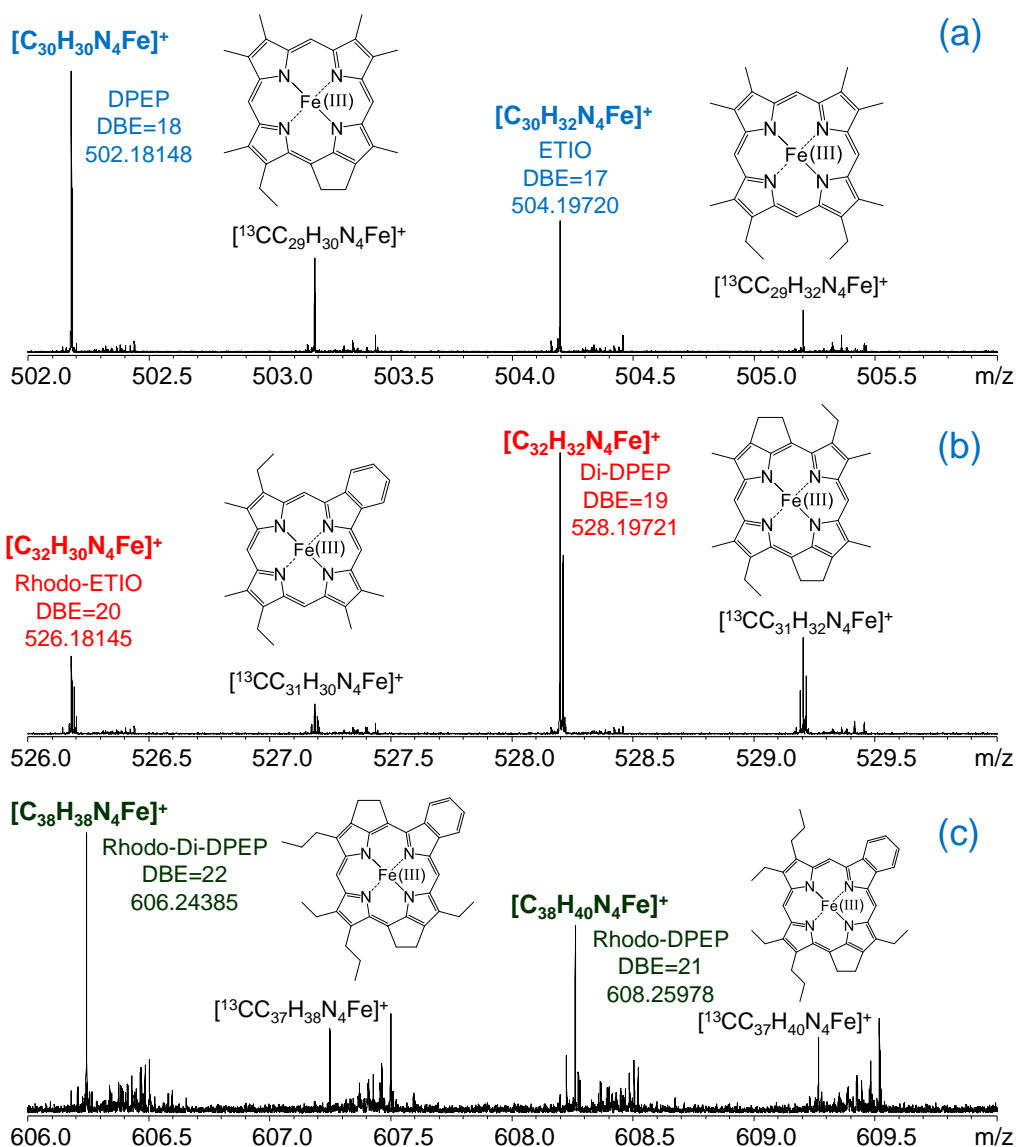 (a)
[C₃₀H₃₀N₄Fe]⁺
DPEP
DBE=18
502.18148
N
N
Fe(III)
N
N
[¹³CC₂₉H₃₀N₄Fe]⁺
[C₃₀H₃₂N₄Fe]⁺
ETIO
DBE=17
504.19720
N
N
Fe(III)
N
N
[¹³CC₂₉H₃₂N₄Fe]⁺
502.0 502.5 503.0 503.5 504.0 504.5 505.0 505.5 m/z
(b)
[C₃₂H₃₀N₄Fe]⁺
Rhodo-ETIO
DBE=20
526.18145
N
N
Fe(III)
N
N
[¹³CC₃₁H₃₀N₄Fe]⁺
[C₃₂H₃₂N₄Fe]⁺
Di-DPEP
DBE=19
528.19721
N
N
Fe(III)
N
N
[¹³CC₃₁H₃₂N₄Fe]⁺
526.0 526.5 527.0 527.5 528.0 528.5 529.0 529.5 m/z
(c)
[C₃₈H₃₈N₄Fe]⁺
Rhodo-Di-DPEP
DBE=22
606.24385
N
N
Fe(III)
N
N
[¹³CC₃₇H₃₈N₄Fe]⁺
[C₃₈H₄₀N₄Fe]⁺
Rhodo-DPEP
DBE=21
608.25978
N
N
Fe(III)
N
N
[¹³CC₃₇H₄₀N₄Fe]⁺
606.0 606.5 607.0 607.5 608.0 608.5 609.0 609.5 m/z